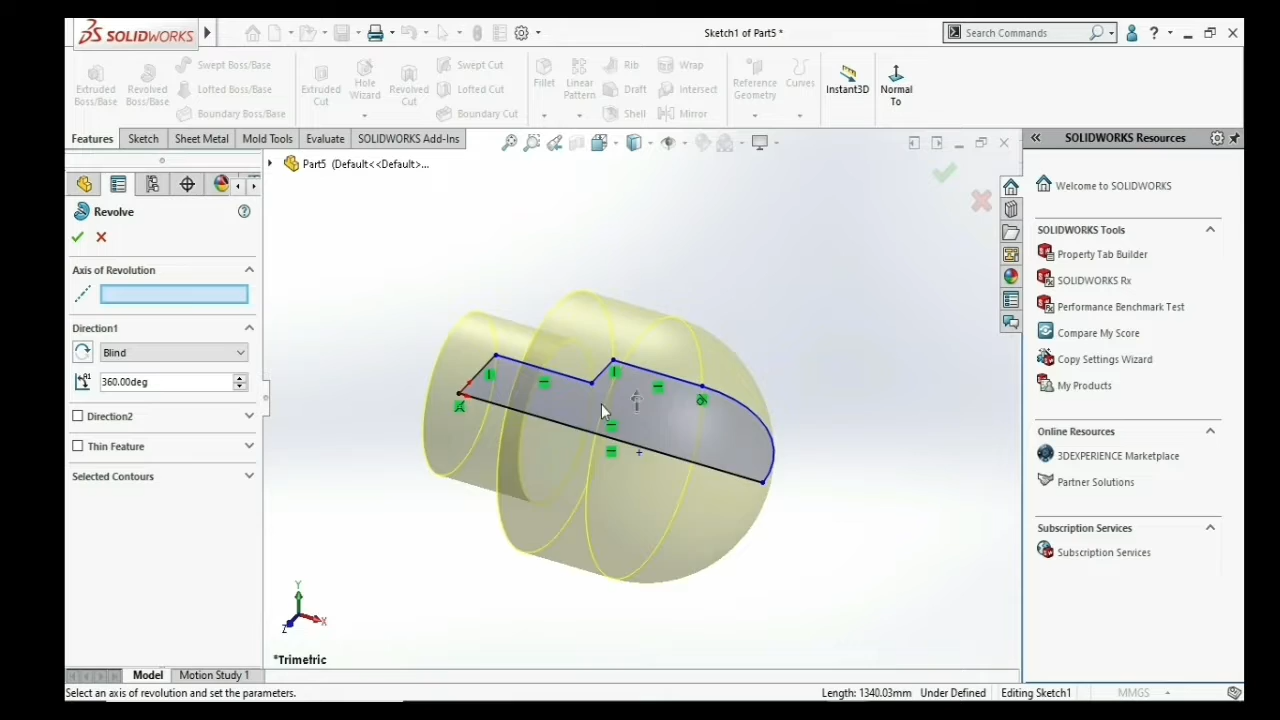 SOLIDWORKS
Sketch1 of Part5 *
Search Commands
?
Extruded Boss/Base
Revolved Boss/Base
Swept Boss/Base
Lofted Boss/Base
Boundary Boss/Base
Extruded Cut
Hole Wizard
Revolved Cut
Swept Cut
Lofted Cut
Boundary Cut
Fillet
Linear Pattern
Rib
Draft
Shell
Wrap
Intersect
Mirror
Reference Geometry
Curves
Instant3D
Normal To
Features
Sketch
Sheet Metal
Mold Tools
Evaluate
SOLIDWORKS Add-Ins
SOLIDWORKS Resources
Part5 (Default<<Default>...
Revolve
Axis of Revolution
Direction1
Blind
360.00deg
Direction2
Thin Feature
Selected Contours
Y
X
Z
*Trimetric
Welcome to SOLIDWORKS
SOLIDWORKS Tools
Property Tab Builder
SOLIDWORKS Rx
Performance Benchmark Test
Compare My Score
Copy Settings Wizard
My Products
Online Resources
3DEXPERIENCE Marketplace
Partner Solutions
Subscription Services
Subscription Services
Model
Motion Study 1
Select an axis of revolution and set the parameters.
Length: 1340.03mm
Under Defined
Editing Sketch1
MMGS